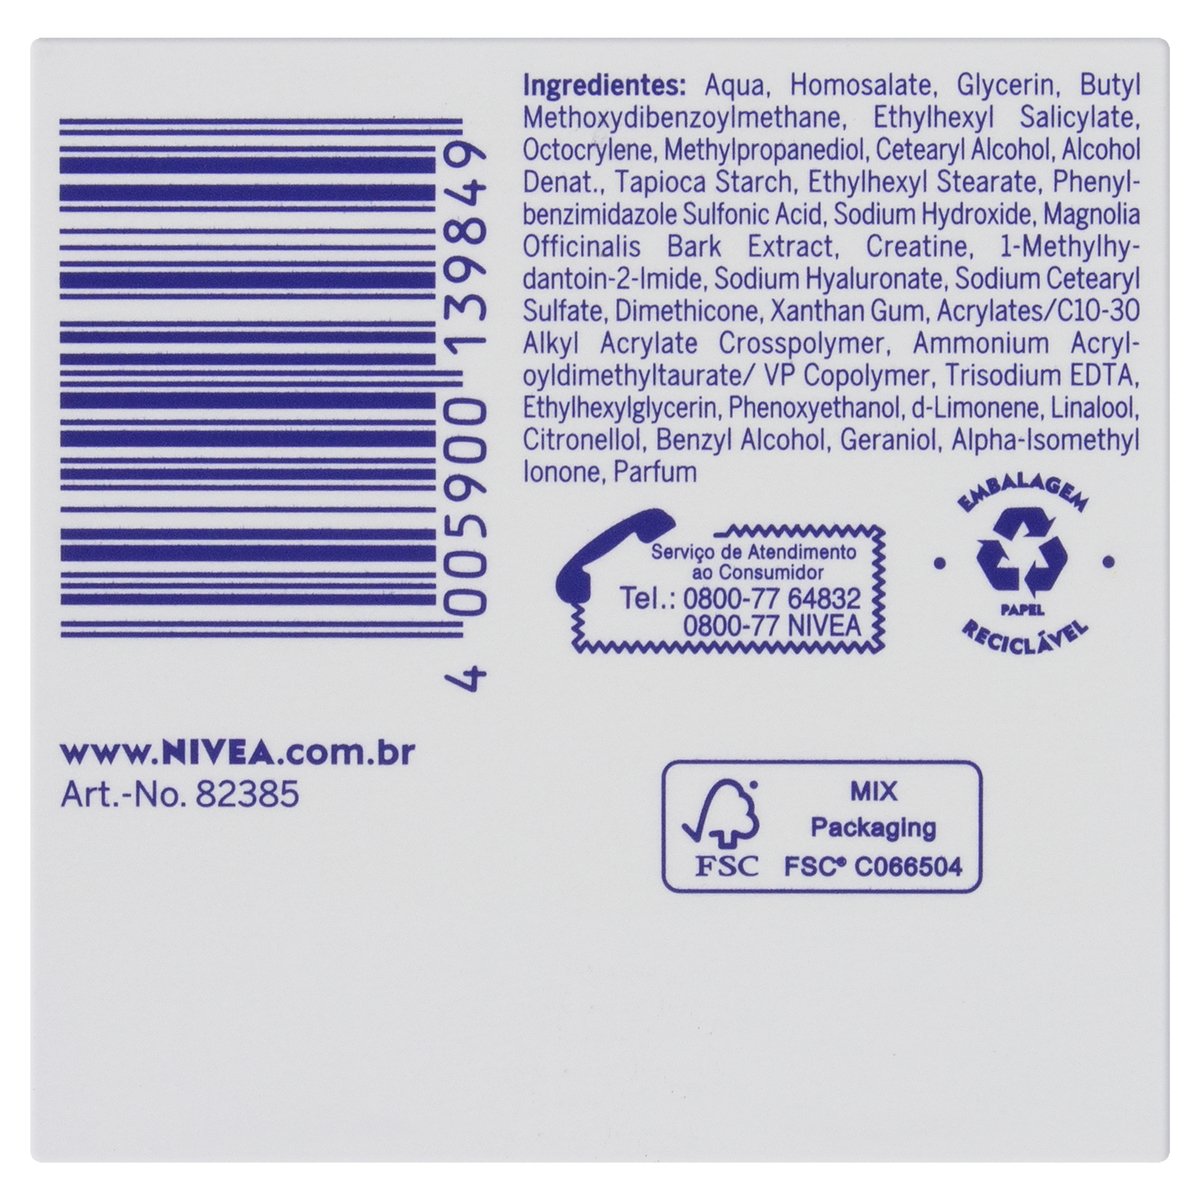 Ingredientes: Aqua, Homosalate, Glycerin, Butyl
Methoxydibenzoylmethane, Ethylhexyl Salicylate,
Octocrylene, Methylpropanediol, Cetearyl Alcohol, Alcohol
Denat., Tapioca Starch, Ethylhexyl Stearate, Phenyl-
benzimidazole Sulfonic Acid, Sodium Hydroxide, Magnolia
Officinalis Bark Extract, Creatine, 1-Methylhy-
dantoin-2-Imide, Sodium Hyaluronate, Sodium Cetearyl
Sulfate, Dimethicone, Xanthan Gum, Acrylates/C10-30
Alkyl Acrylate Crosspolymer, Ammonium Acryl-
oyldimethyltaurate/ VP Copolymer, Trisodium EDTA,
Ethylhexylglycerin, Phenoxyethanol, d-Limonene, Linalool,
Citronellol, Benzyl Alcohol, Geraniol, Alpha-Isomethyl
Ionone, Parfum
4 005900 139849
Serviço de Atendimento
ao Consumidor
Tel.: 0800-77 64832
0800-77 NIVEA
EMBALAGEM
PAPEL
RECICLÁVEL
www.NIVEA.com.br
Art.-No. 82385
FSC
MIX
Packaging
FSC® C066504